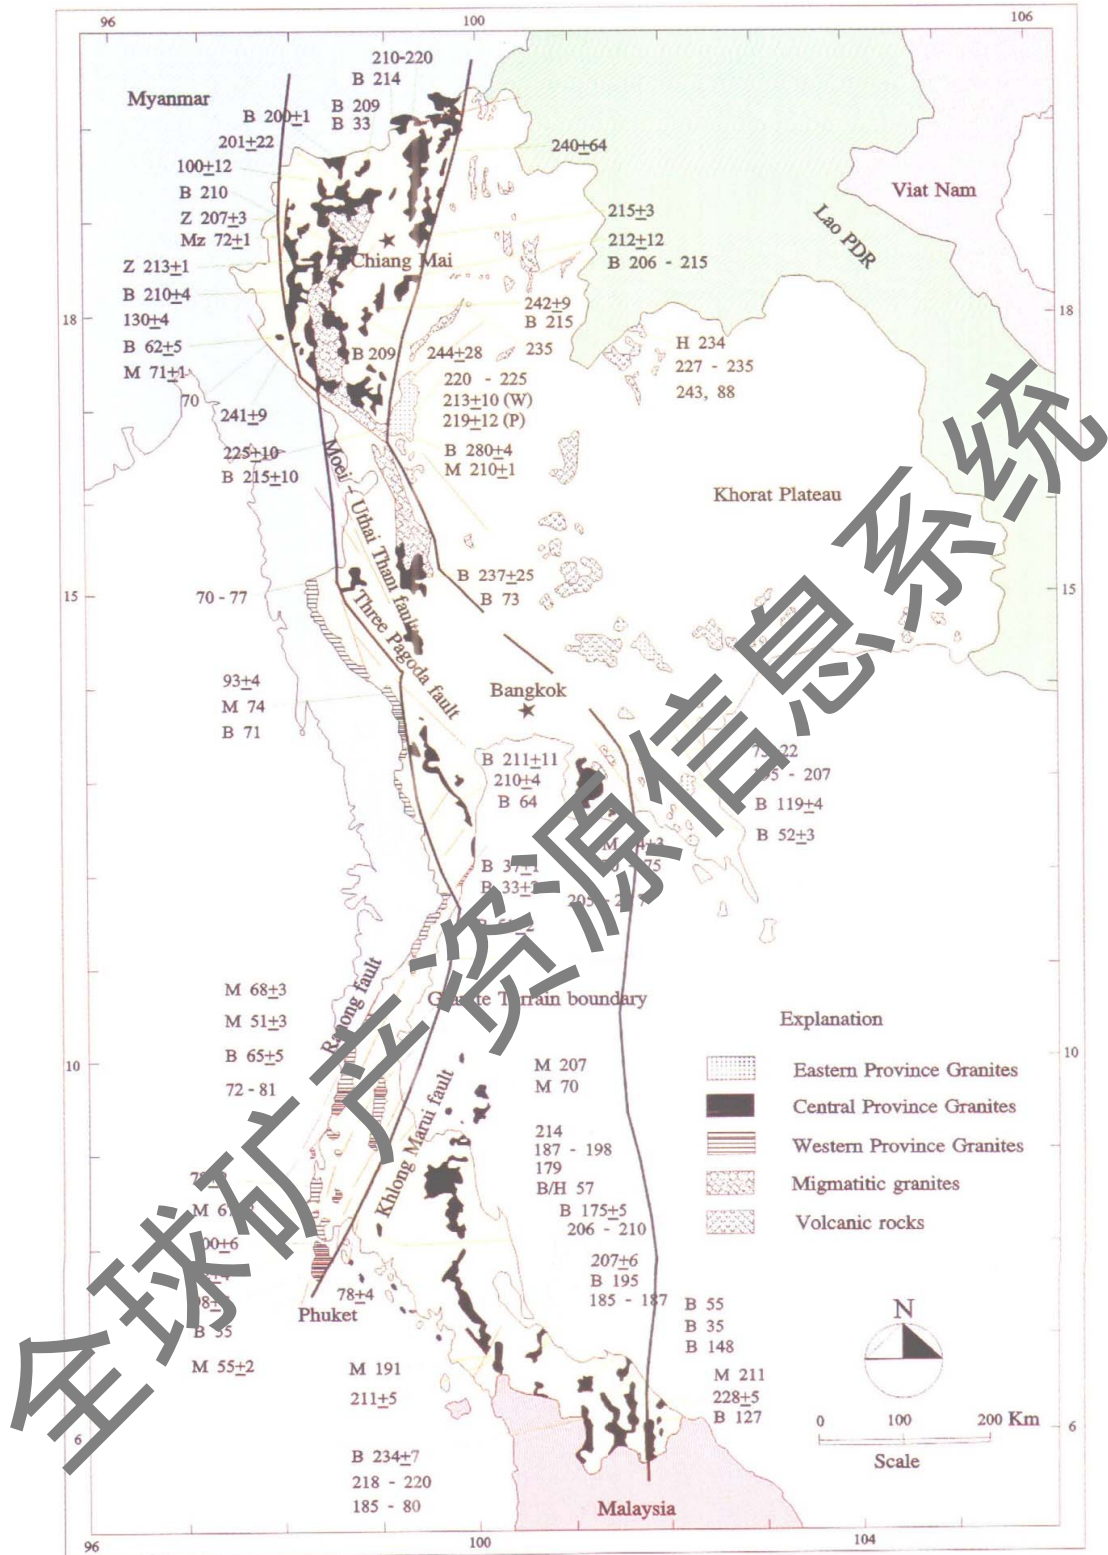 96
100
106
Myanmar
210-220
B 214
B 209
B 33
B 200±1
201±22
100±12
B 210
Z 207±3
Mz 72±1
Z 213±1
B 210±4
130±4
B 62±5
M 71±1
70
18
Chiang Mai
240±64
215±3
212±12
B 206 - 215
242±9
B 215
235
B 209
244±28
220 - 225
213±10 (W)
219±12 (P)
B 280±4
M 210±1
H 234
227 - 235
243, 88
Viat Nam
Lao PDR
18
241±9
225±10
B 215±10
Moei - Uthai Thani fault
Three Pagoda fault
Khorat Plateau
B 237±25
B 73
15
15
70 - 77
93±4
M 74
B 71
Bangkok
B 211±11
210±4
B 64
B 119±4
B 52±3
B 37±1
Ranong fault
M 68±3
M 51±3
B 65±5
72 - 81
10
Terrain boundary
Explanation
Eastern Province Granites
Central Province Granites
Western Province Granites
Migmatitic granites
Volcanic rocks
10
M 207
M 70
214
187 - 198
179
B/H 57
B 175±5
206 - 210
207±6
B 195
185 - 187
Khlong Marui fault
78±4
Phuket
B 55
M 55±2
B 55
B 35
B 148
M 211
228±5
B 127
M 191
211±5
B 234±7
218 - 220
185 - 80
Malaysia
N
0 100 200 Km
Scale
6
6
96
100
104
全球矿产资源信息系统